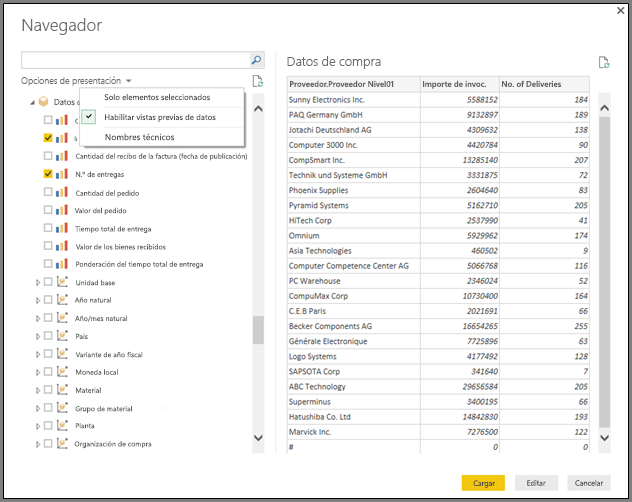 Navegador
Opciones de presentación
Solo elementos seleccionados
Habilitar vistas previas de datos
Nombres técnicos
Datos
Cantidad del recibo de la factura (fecha de publicación)
N.º de entregas
Cantidad del pedido
Valor del pedido
Tiempo total de entrega
Valor de los bienes recibidos
Ponderación del tiempo total de entrega
Unidad base
Año natural
Año/mes natural
País
Variante de año fiscal
Moneda local
Material
Grupo de material
Planta
Organización de compra
Datos de compra
Proveedor.Proveedor Nivel01 Importe de invoc. No. of Deliveries
Sunny Electronics Inc. 5588152 184
PAQ Germany GmbH 9132897 189
Jotachi Deutschland AG 4309632 138
Computer 3000 Inc. 4420784 90
CompSmart Inc. 13285140 207
Technik und Systeme GmbH 3331875 72
Phoenix Supplies 2604640 83
Pyramid Systems 5162710 205
HiTech Corp 2537990 41
Omnium 5929962 174
Asia Technologies 460502 9
Computer Competence Center AG 5066768 116
PC Warehouse 2346024 52
CompuMax Corp 10730400 164
C.E.B Paris 2021691 66
Becker Components AG 16654265 255
Générale Electronique 7725896 63
Logo Systems 4177492 128
SAPSOTA Corp 341640 7
ABC Technology 29656584 205
Superminus 3400195 66
Hatushiba Co. Ltd 14842830 193
Marvick Inc. 7276500 122
# 0 0
Cargar Editar Cancelar